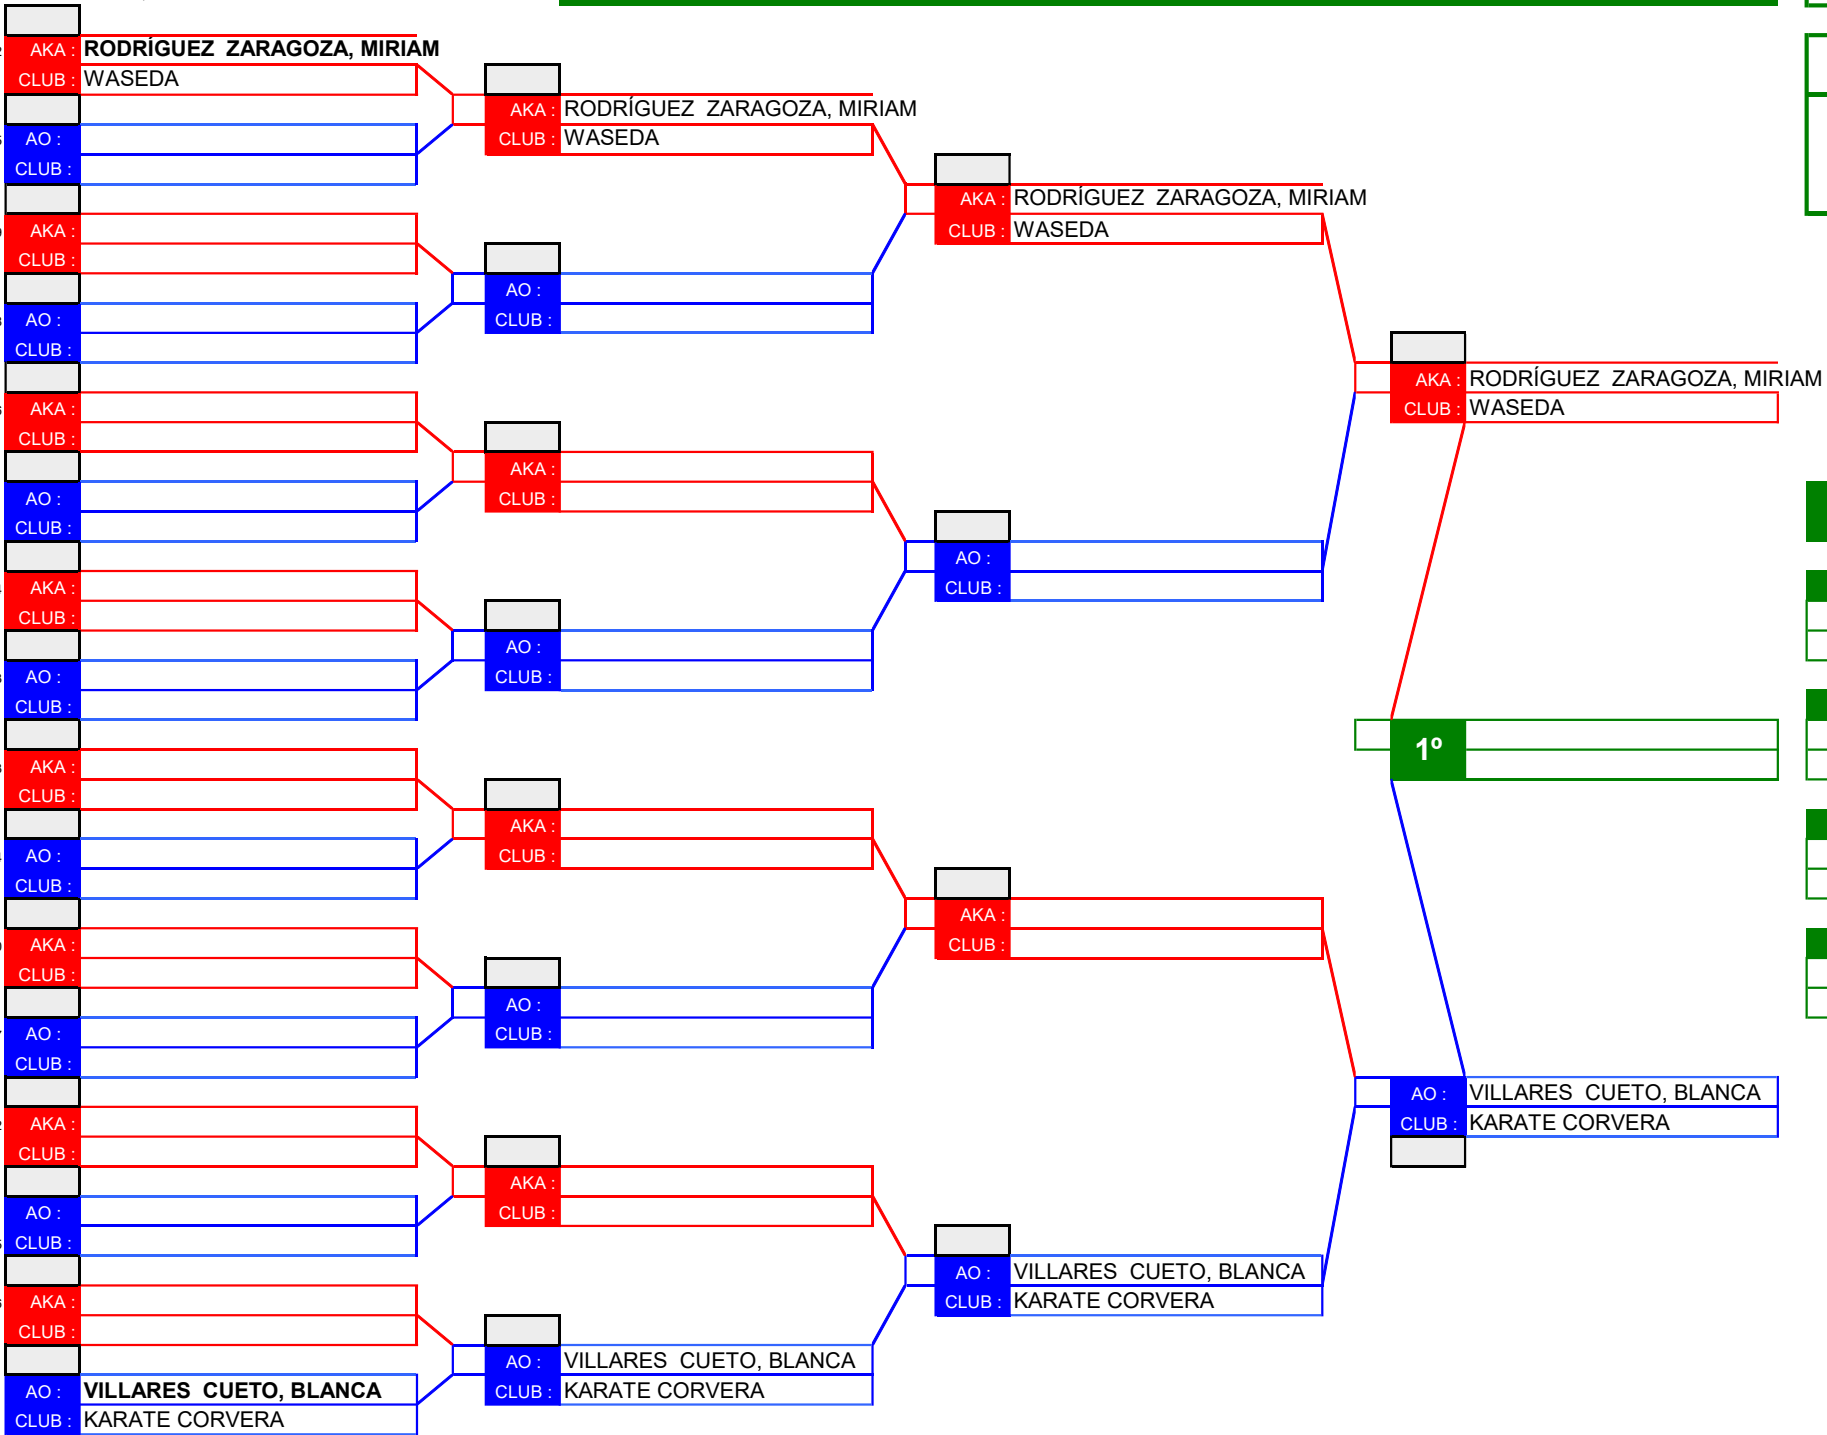 AKA : RODRÍGUEZ  ZARAGOZA, MIRIAM
CLUB : WASEDA
AO :
CLUB :
AKA :
CLUB :
AO :
CLUB :
AKA :
CLUB :
AO :
CLUB :
AKA :
CLUB :
AO :
CLUB :
AKA :
CLUB :
AO :
CLUB :
AKA :
CLUB :
AO :
CLUB :
AKA :
CLUB :
AO :
CLUB :
AKA :
CLUB :
AO : VILLARES  CUETO, BLANCA
CLUB : KARATE CORVERA
AKA : RODRÍGUEZ  ZARAGOZA, MIRIAM
CLUB : WASEDA
AO :
CLUB :
AKA :
CLUB :
AO :
CLUB :
AKA :
CLUB :
AO :
CLUB :
AKA :
CLUB :
AO : VILLARES  CUETO, BLANCA
CLUB : KARATE CORVERA
AKA : RODRÍGUEZ  ZARAGOZA, MIRIAM
CLUB : WASEDA
AO :
CLUB :
AKA :
CLUB :
AO : VILLARES  CUETO, BLANCA
CLUB : KARATE CORVERA
AKA : RODRÍGUEZ  ZARAGOZA, MIRIAM
CLUB : WASEDA
1º
AO : VILLARES  CUETO, BLANCA
CLUB : KARATE CORVERA